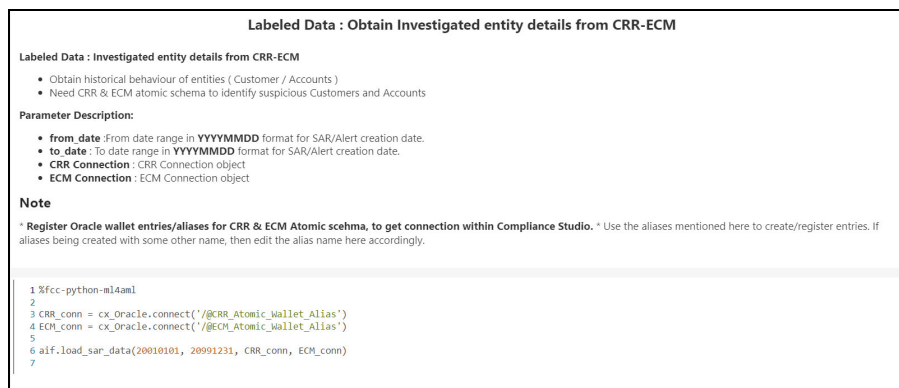 Labeled Data : Obtain Investigated entity details from CRR-ECM
Labeled Data : Investigated entity details from CRR-ECM
• Obtain historical behaviour of entities ( Customer / Accounts )
• Need CRR & ECM atomic schema to identify suspicious Customers and Accounts
Parameter Description:
• from_date :From date range in YYYYMMDD format for SAR/Alert creation date.
• to_date : To date range in YYYYMMDD format for SAR/Alert creation date.
• CRR Connection : CRR Connection object
• ECM Connection : ECM Connection object
Note
* Register Oracle wallet entries/aliases for CRR & ECM Atomic scehma, to get connection within Compliance Studio. * Use the aliases mentioned here to create/register entries. If
aliases being created with some other name, then edit the alias name here accordingly.
1 %fcc-python-ml4aml
2
3 CRR_conn = cx_Oracle.connect('/@CRR_Atomic_Wallet_Alias')
4 ECM_conn = cx_Oracle.connect('/@ECM_Atomic_Wallet_Alias')
5
6 aif.load_sar_data(20010101, 20991231, CRR_conn, ECM_conn)
7